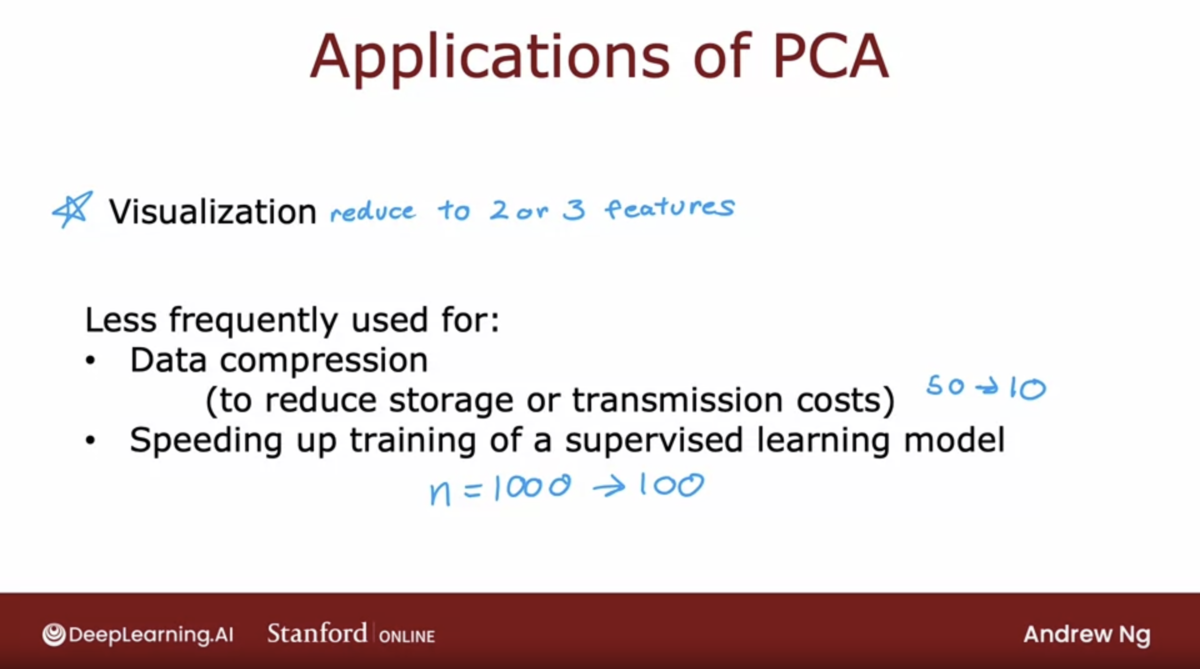 Applications of PCA
Visualization reduce to 2 or 3 features
Less frequently used for:
• Data compression
(to reduce storage or transmission costs) 50 → 10
• Speeding up training of a supervised learning model
n = 1000 → 100
DeepLearning.AI Stanford ONLINE Andrew Ng